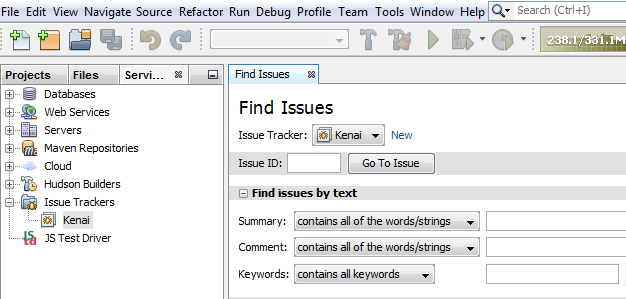 File Edit View Navigate Source Refactor Run Debug Profile Team Tools Window Help Search (Ctrl+I)
238.1/331.1M
Projects Files Servi...
Find Issues
Databases
Web Services
Servers
Maven Repositories
Cloud
Hudson Builders
Issue Trackers
Kenai
JS Test Driver
Find Issues
Issue Tracker: Kenai New
Issue ID: Go To Issue
Find issues by text
Summary: contains all of the words/strings
Comment: contains all of the words/strings
Keywords: contains all keywords